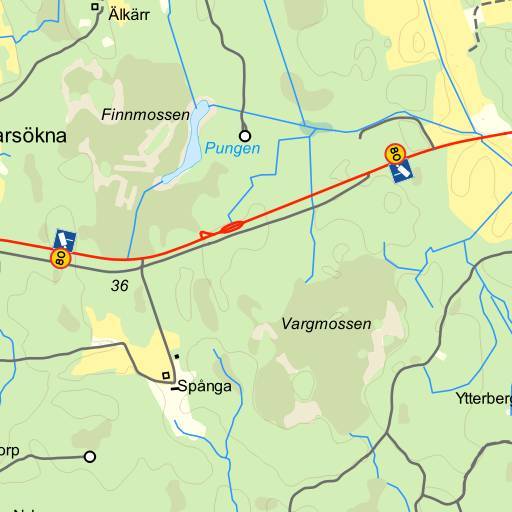 Älkärr
Finnmossen
arsökna
Pungen
80
80
36
Vargmossen
Spånga
Ytterberg
orp